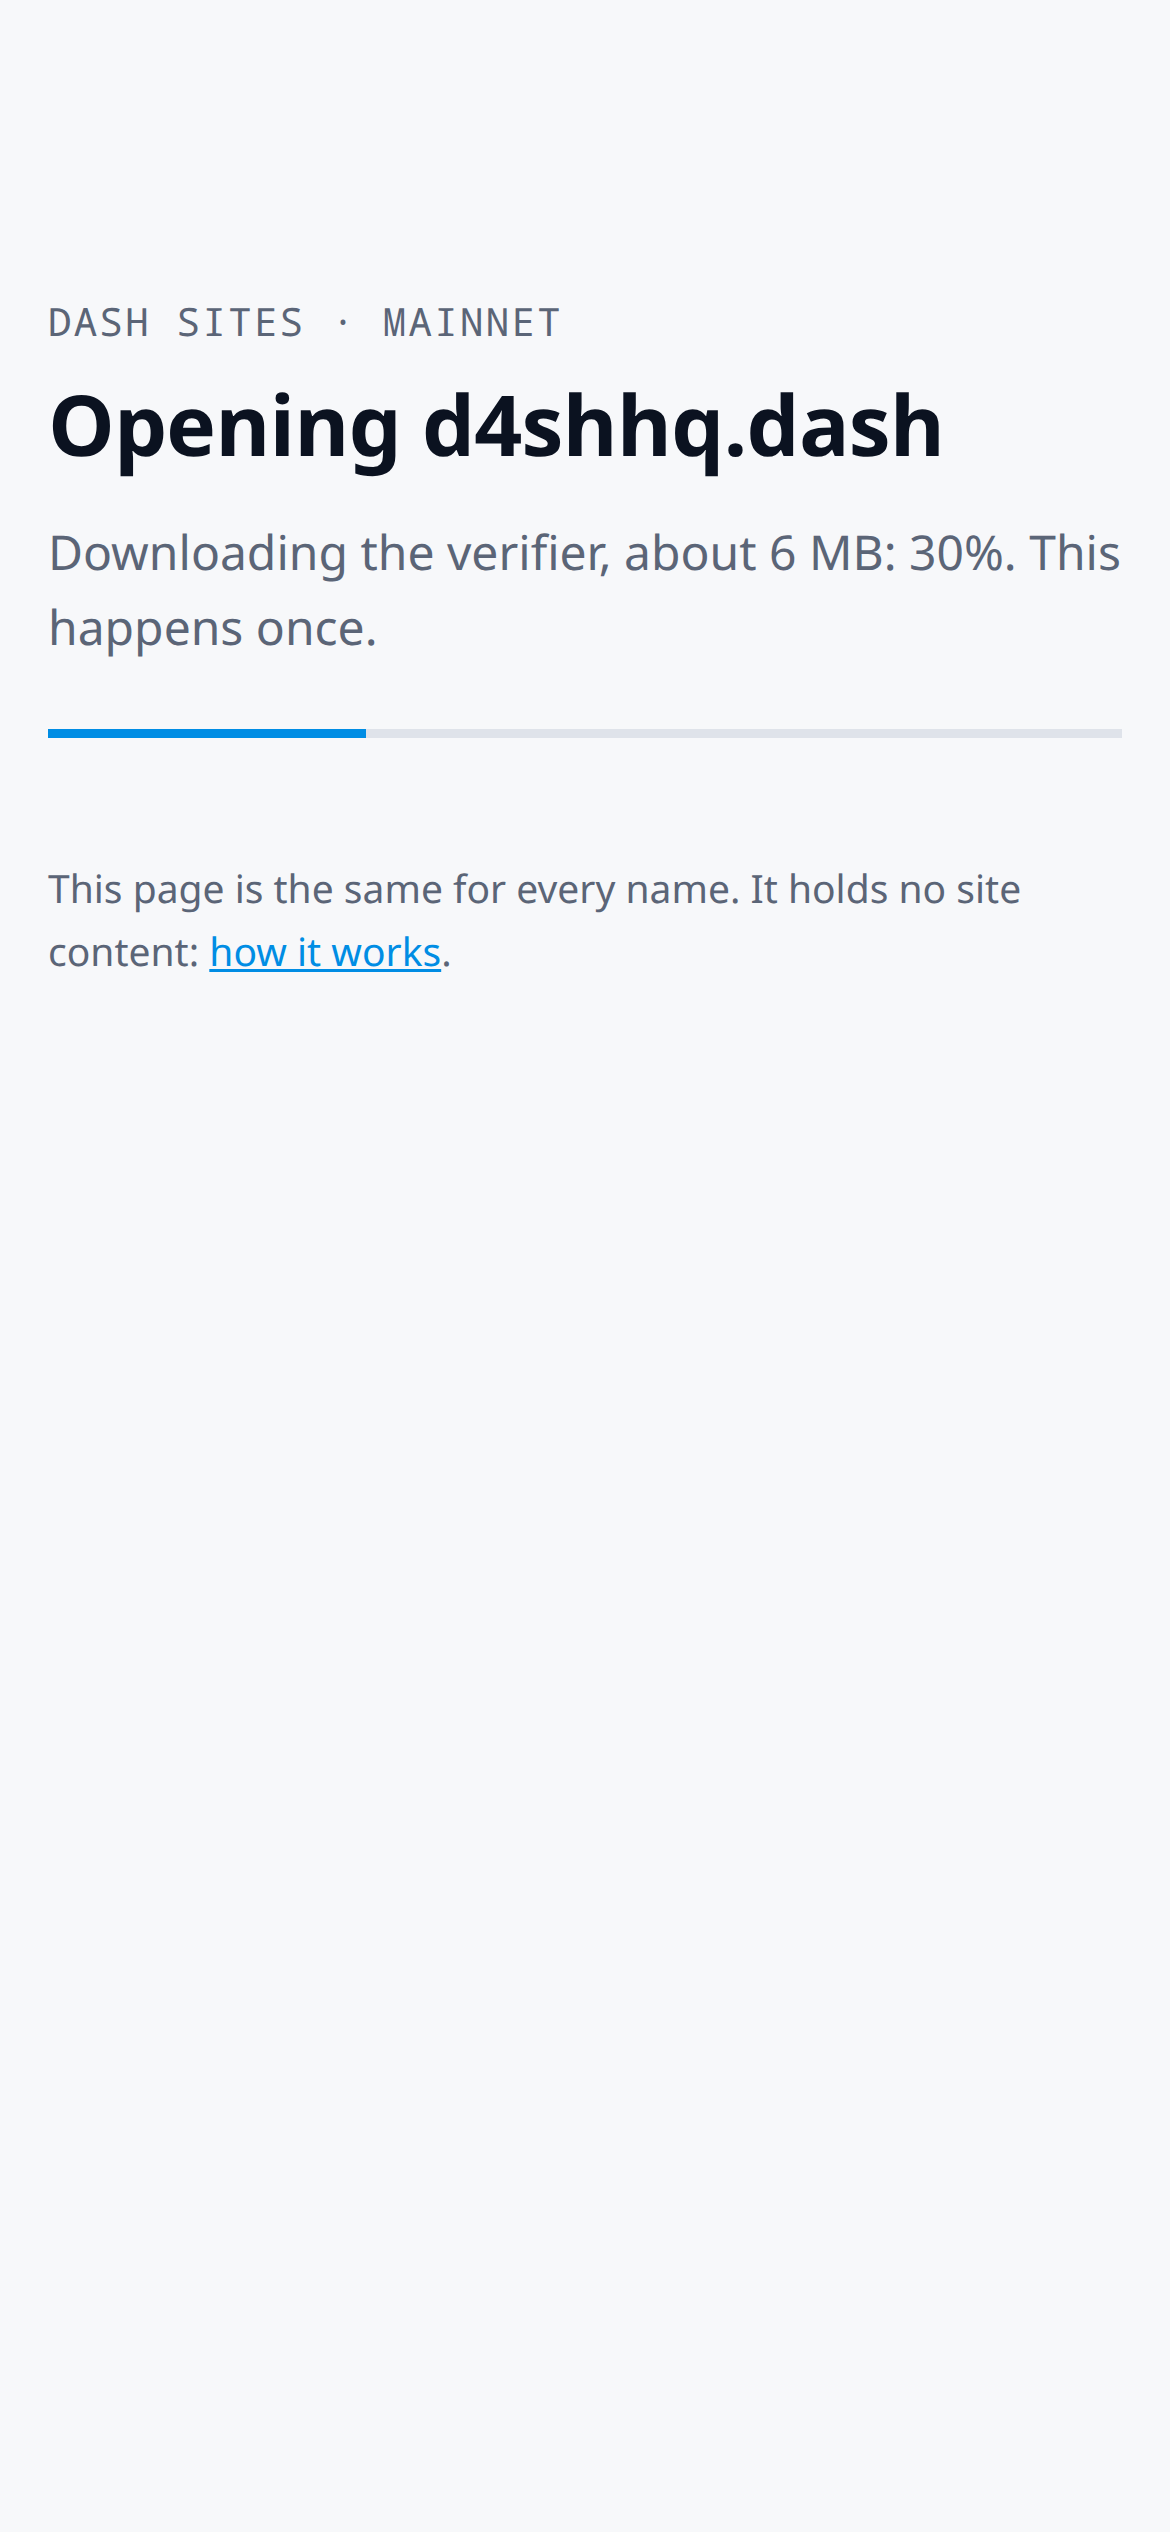 DASH SITES · MAINNET
Opening d4shhq.dash
Downloading the verifier, about 6 MB: 30%. This
happens once.
This page is the same for every name. It holds no site
content: how it works.